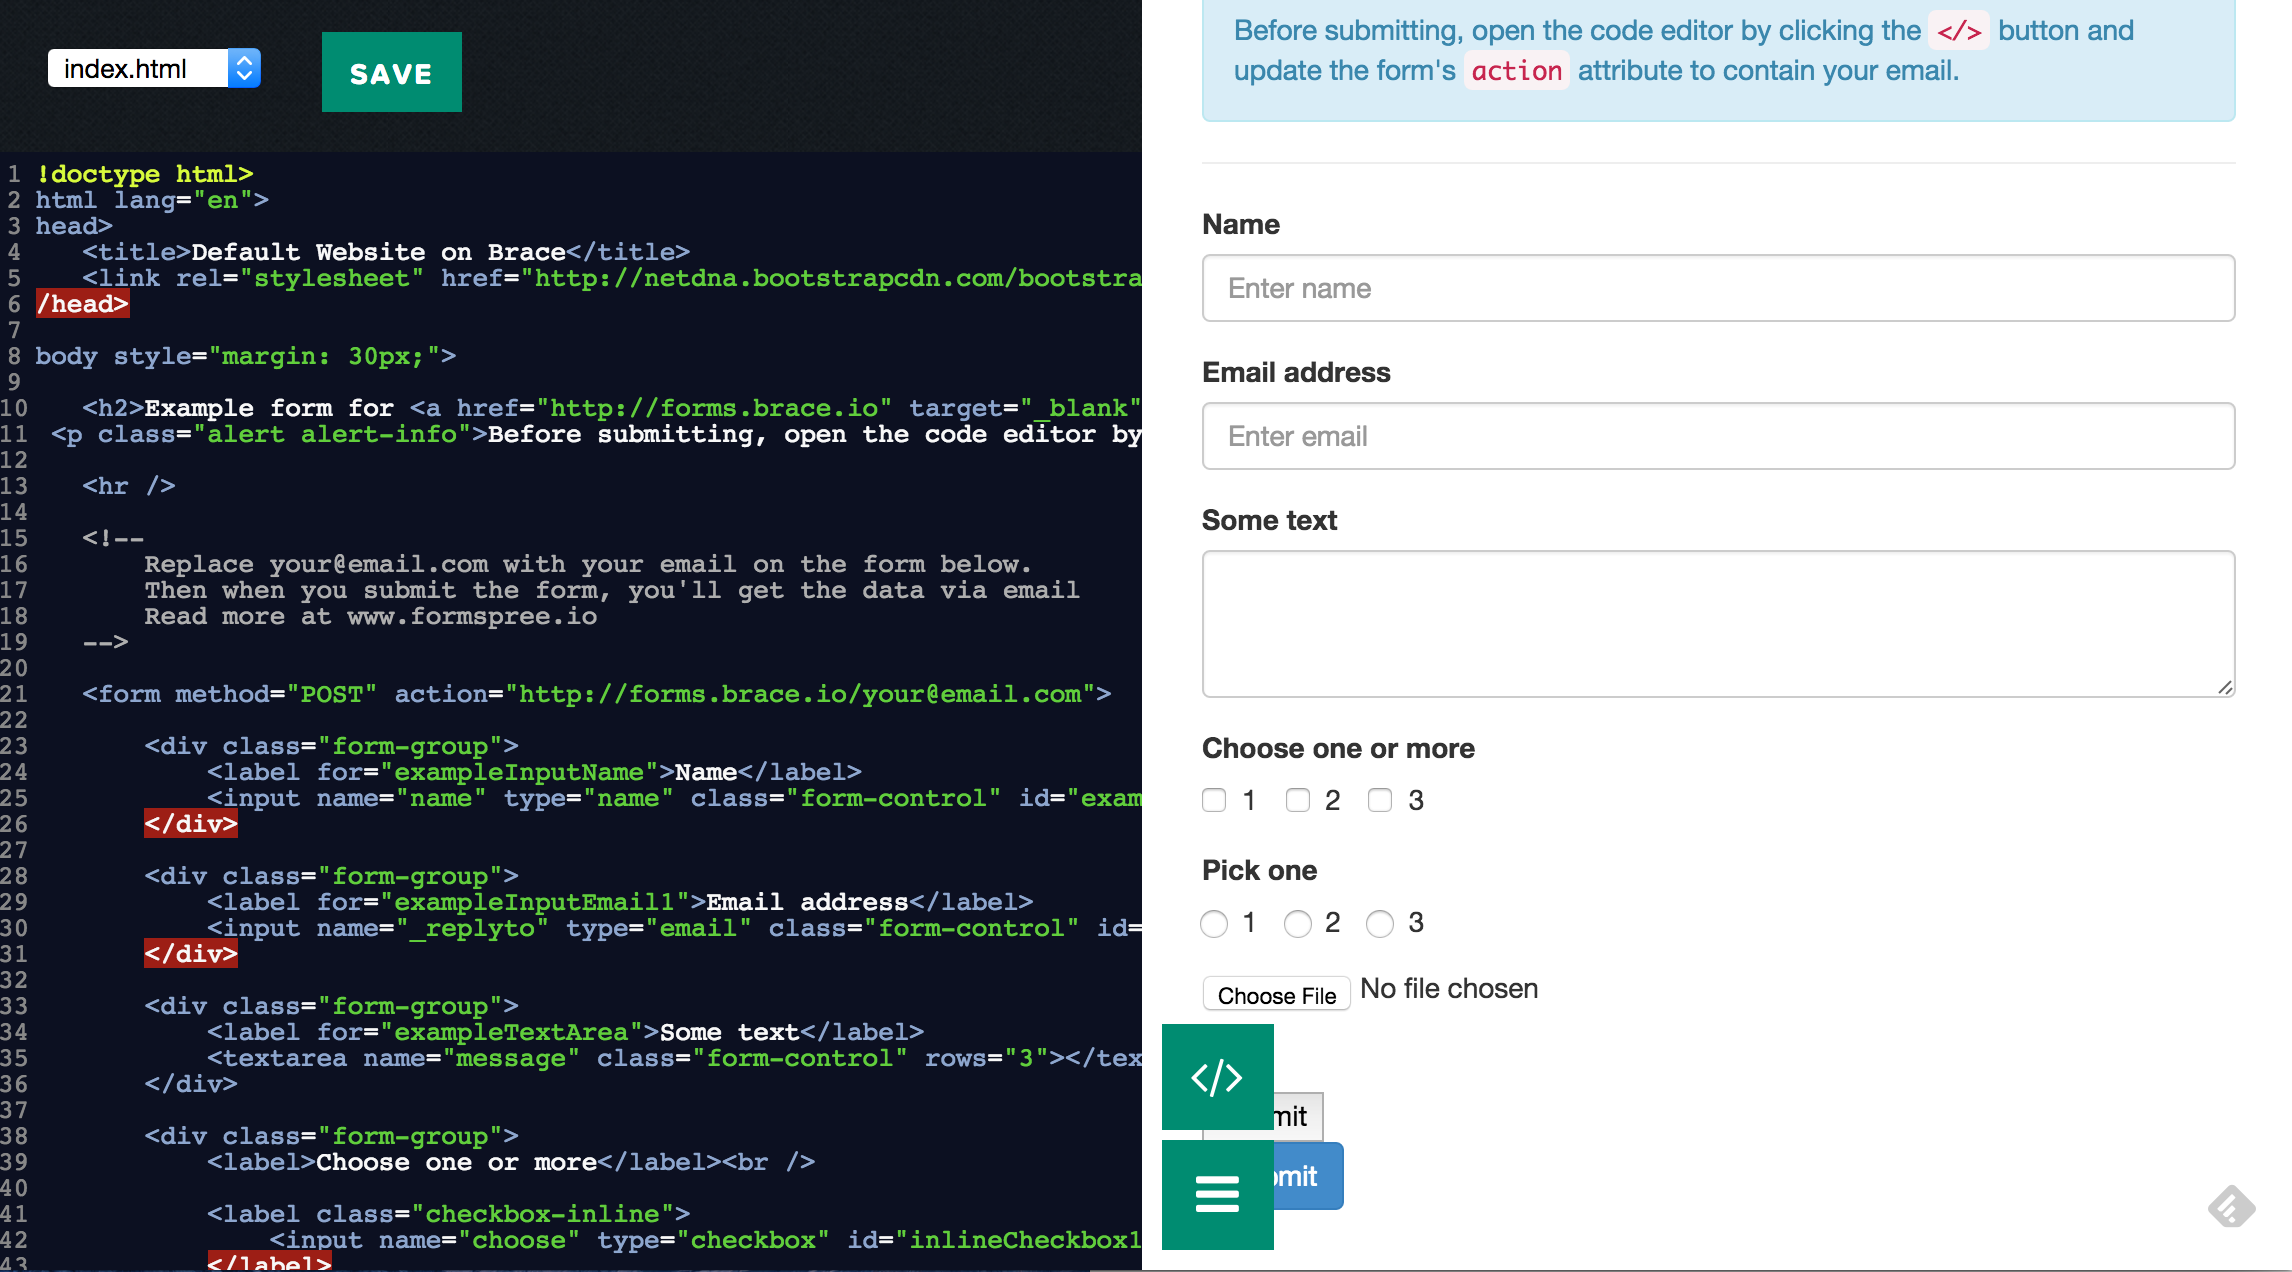 index.html
SAVE
1 !doctype html>
2 html lang="en">
3 head>
4 <title>Default Website on Brace</title>
5 <link rel="stylesheet" href="http://netdna.bootstrapcdn.com/bootstra
6 /head>
7
8 body style="margin: 30px;">
9
10 <h2>Example form for <a href="http://forms.brace.io" target="_blank"
11 <p class="alert alert-info">Before submitting, open the code editor by
12
13 <hr />
14
15 <!--
16 Replace your@email.com with your email on the form below.
17 Then when you submit the form, you'll get the data via email
18 Read more at www.formspree.io
19 -->
20
21 <form method="POST" action="http://forms.brace.io/your@email.com">
22
23 <div class="form-group">
24 <label for="exampleInputName">Name</label>
25 <input name="name" type="name" class="form-control" id="exam
26 </div>
27
28 <div class="form-group">
29 <label for="exampleInputEmail1">Email address</label>
30 <input name="_replyto" type="email" class="form-control" id=
31 </div>
32
33 <div class="form-group">
34 <label for="exampleTextArea">Some text</label>
35 <textarea name="message" class="form-control" rows="3"></tex
36 </div>
37
38 <div class="form-group">
39 <label>Choose one or more</label><br />
40
41 <label class="checkbox-inline">
42 <input name="choose" type="checkbox" id="inlineCheckbox1
43 </label>
Before submitting, open the code editor by clicking the </> button and
update the form's action attribute to contain your email.
Name
Enter name
Email address
Enter email
Some text
Choose one or more
1 2 3
Pick one
1 2 3
Choose File No file chosen
</>
mit
omit